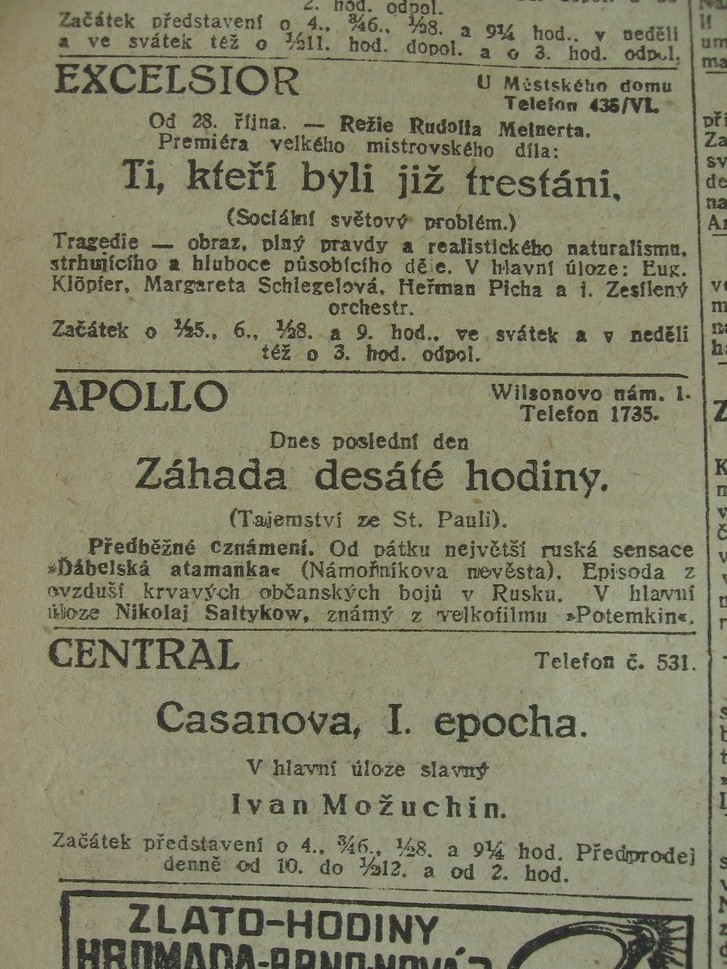 2. hod. odpol.
Začátek představení o 4., ¾6., ½8. a 9¼ hod., v neděli
a ve svátek též o ½11. hod. dopol. a o 3. hod. odpol.
EXCELSIOR
U Městského domu
Telefon 436/VI.
Od 28. října. — Režie Rudolfa Meinerta.
Premiéra velkého mistrovského díla:
Ti, kteří byli již trestáni.
(Sociální světový problém.)
Tragedie — obraz, plný pravdy a realistického naturalismu,
strhujícího a hluboce působícího děje. V hlavní úloze: Eug.
Klöpfer, Margareta Schlegelová, Heřman Picha a j. Zesílený
orchestr.
Začátek o ½5., 6., ½8. a 9. hod., ve svátek a v neděli
též o 3. hod. odpol.
APOLLO
Wilsonovo nám. 1.
Telefon 1735.
Dnes poslední den
Záhada desáté hodiny.
(Tajemství ze St. Pauli).
Předběžné cznámení. Od pátku největší ruská sensace
»Ďábelská atamanka« (Námořníkova nevěsta). Episoda z
ovzduší krvavých občanských bojů v Rusku. V hlavní
úloze Nikolaj Saltykow, známý z velkofilmu »Potemkin«.
CENTRAL
Telefon č. 531.
Casanova, I. epocha.
V hlavní úloze slavný
Ivan Možuchin.
Začátek představení o 4., ¾6., ½8. a 9¼ hod. Předprodej
denně od 10. do ½12. a od 2. hod.
ZLATO-HODINY
HROMADA-BRNO-NOVÁ